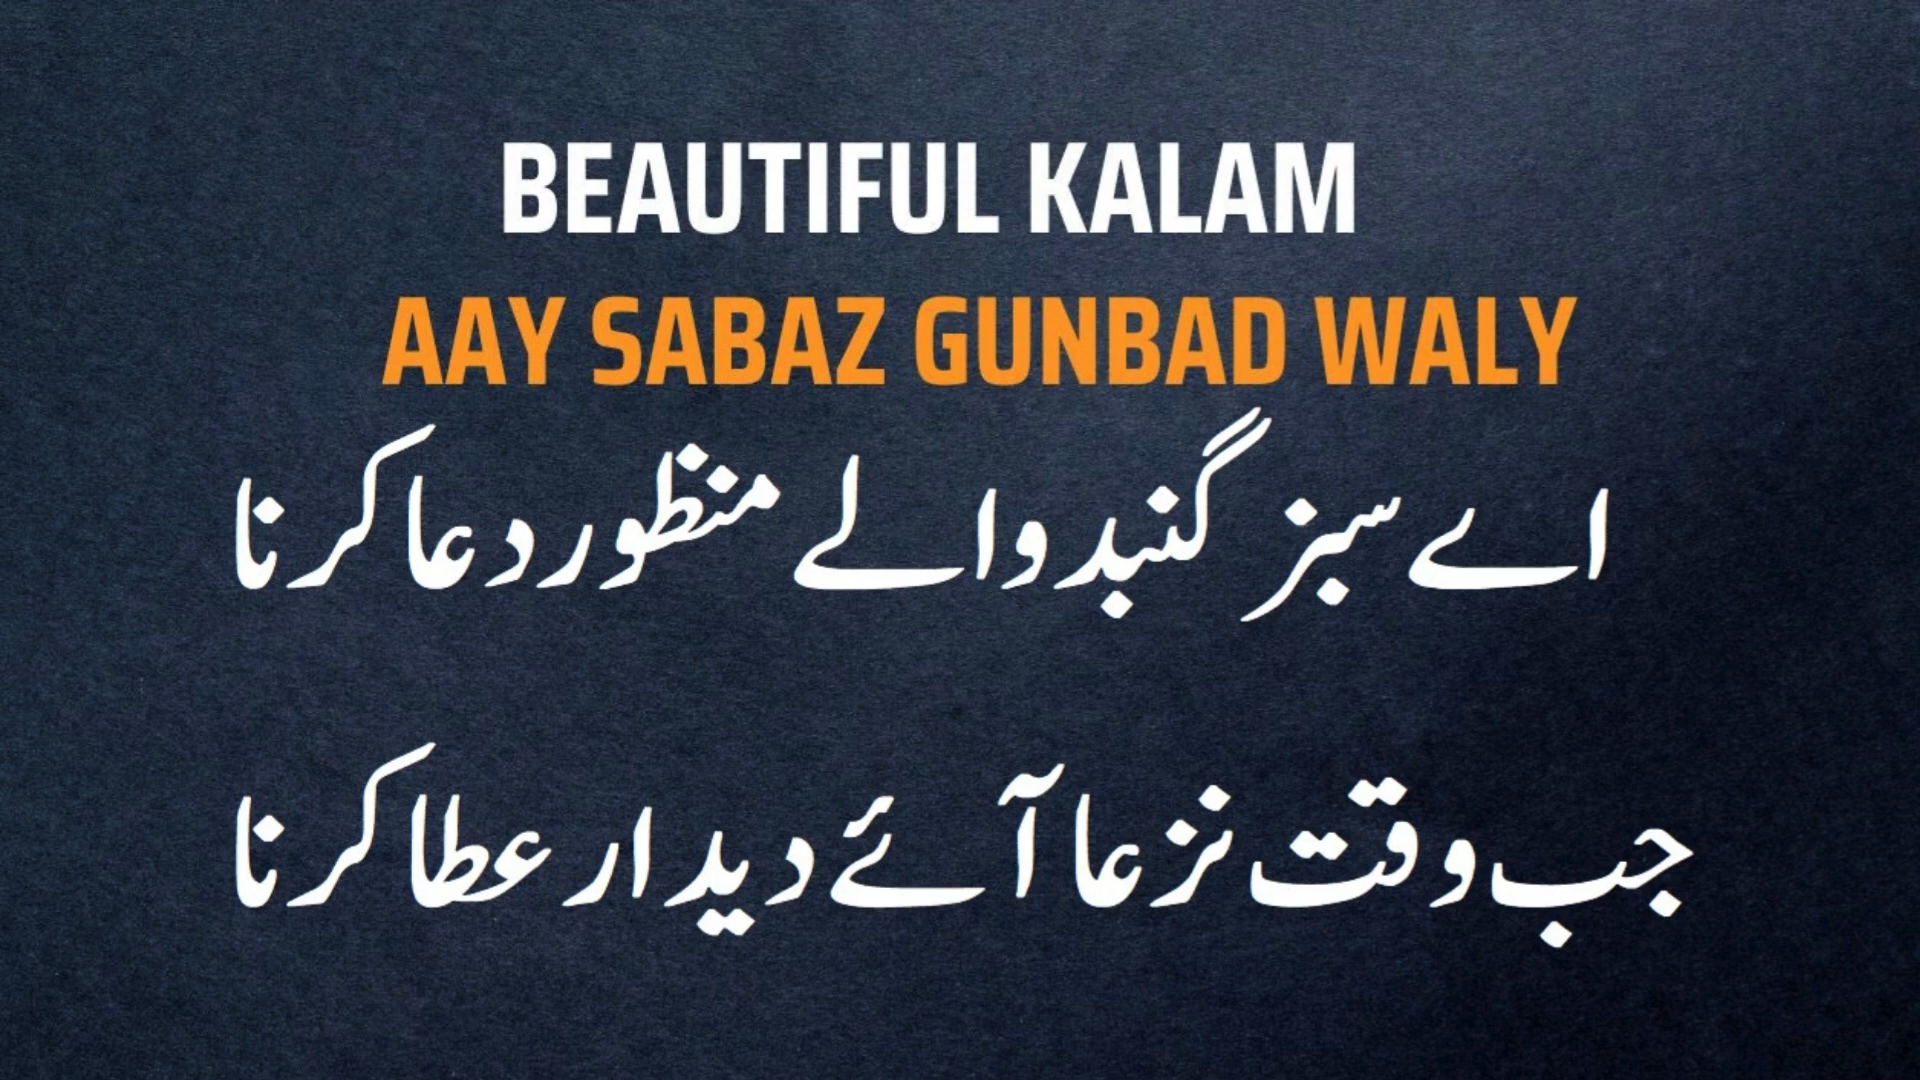 BEAUTIFUL KALAM
AAY SABAZ GUNBAD WALY
اے سبز گنبد والے منظور دعا کرنا
جب وقت نزعا آئے دیدار عطا کرنا